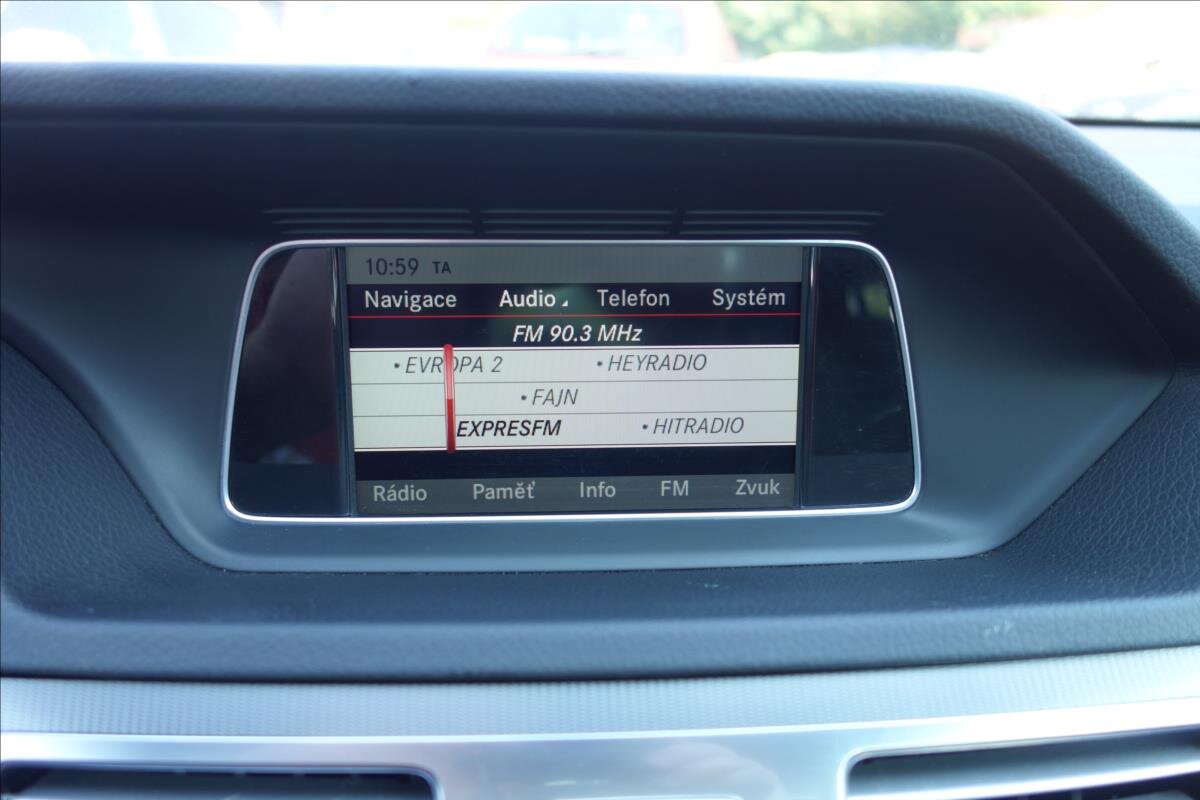 10:59 TA
Navigace Audio Telefon Systém
FM 90.3 MHz
• EVROPA 2 • HEYRADIO
• FAJN
EXPRESFM • HITRADIO
Rádio Paměť Info FM Zvuk